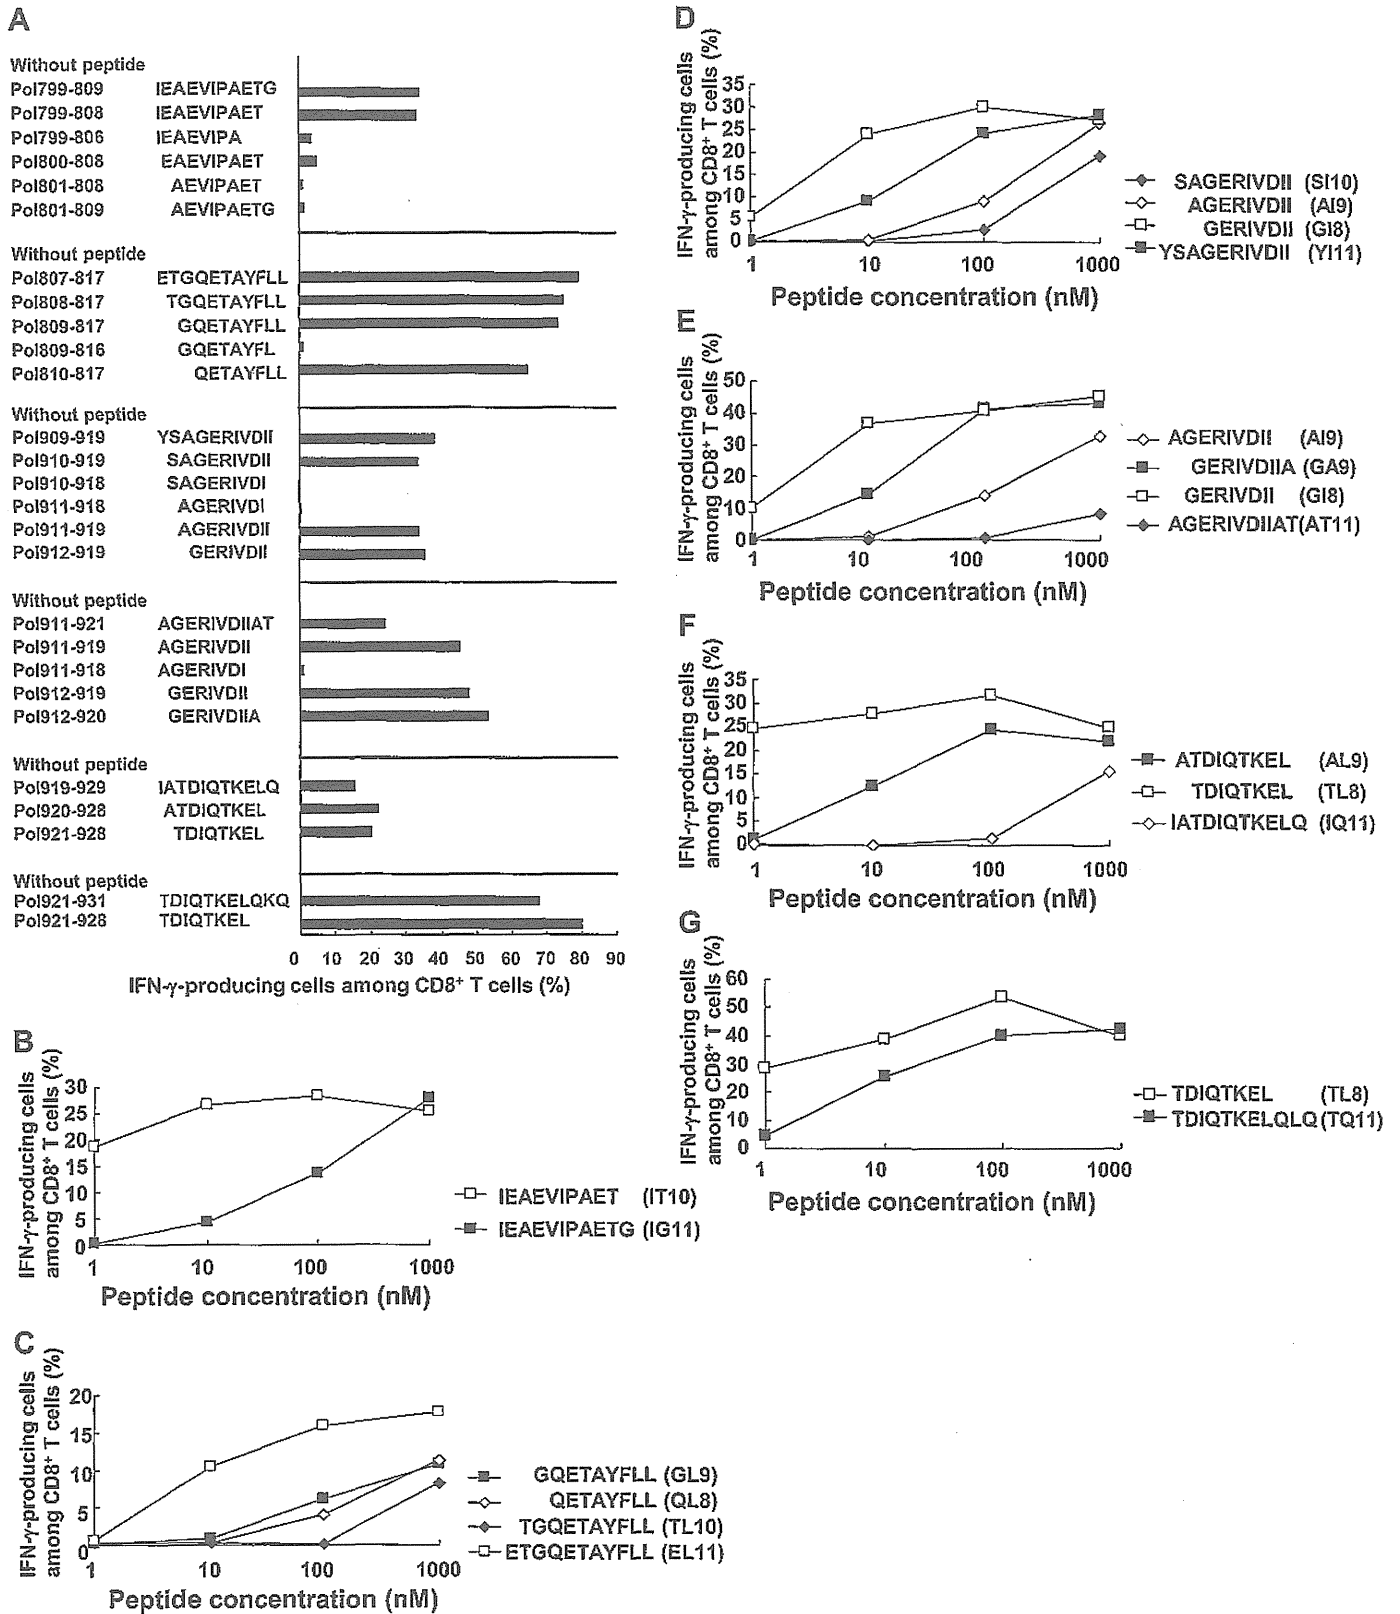 A
Without peptide
Pol799-809 IEAEVIPAETG
Pol799-808 IEAEVIPAET
Pol799-806 IEAEVIPA
Pol800-808 EAEVIPAET
Pol801-808 AEVIPAET
Pol801-809 AEVIPAETG
Without peptide
Pol807-817 ETGQETAYFLL
Pol808-817 TGQETAYFLL
Pol809-817 GQETAYFLL
Pol809-816 GQETAYFL
Pol810-817 QETAYFLL
Without peptide
Pol909-919 YSAGERIVDII
Pol910-919 SAGERIVDII
Pol910-918 SAGERIVDI
Pol911-918 AGERIVDI
Pol911-919 AGERIVDII
Pol912-919 GERIVDII
Without peptide
Pol911-921 AGERIVDIIAT
Pol911-919 AGERIVDII
Pol911-918 AGERIVDI
Pol912-919 GERIVDII
Pol912-920 GERIVDIIA
Without peptide
Pol919-929 IATDIQTKELQ
Pol920-928 ATDIQTKEL
Pol921-928 TDIQTKEL
Without peptide
Pol921-931 TDIQTKELQKQ
Pol921-928 TDIQTKEL
0 10 20 30 40 50 60 70 80 90
IFN-γ-producing cells among CD8⁺ T cells (%)
B
IFN-γ-producing cells
among CD8⁺ T cells (%)
30
25
20
15
10
5
0
1 10 100 1000
Peptide concentration (nM)
IEAEVIPAET (IT10)
IEAEVIPAETG (IG11)
C
IFN-γ-producing cells
among CD8⁺ T cells (%)
20
15
10
5
0
1 10 100 1000
Peptide concentration (nM)
GQETAYFLL (GL9)
QETAYFLL (QL8)
TGQETAYFLL (TL10)
ETGQETAYFLL (EL11)
D
IFN-γ-producing cells
among CD8⁺ T cells (%)
35
30
25
20
15
10
5
0
1 10 100 1000
Peptide concentration (nM)
SAGERIVDII (SI10)
AGERIVDII (AI9)
GERIVDII (GI8)
YSAGERIVDII (YI11)
E
IFN-γ-producing cells
among CD8⁺ T cells (%)
50
40
30
20
10
0
1 10 100 1000
Peptide concentration (nM)
AGERIVDII (AI9)
GERIVDIIA (GA9)
GERIVDII (GI8)
AGERIVDIIAT(AT11)
F
IFN-γ-producing cells
among CD8⁺ T cells (%)
35
30
25
20
15
10
5
0
1 10 100 1000
Peptide concentration (nM)
ATDIQTKEL (AL9)
TDIQTKEL (TL8)
IATDIQTKELQ (IQ11)
G
IFN-γ-producing cells
among CD8⁺ T cells (%)
60
50
40
30
20
10
0
1 10 100 1000
Peptide concentration (nM)
TDIQTKEL (TL8)
TDIQTKELQLQ (TQ11)